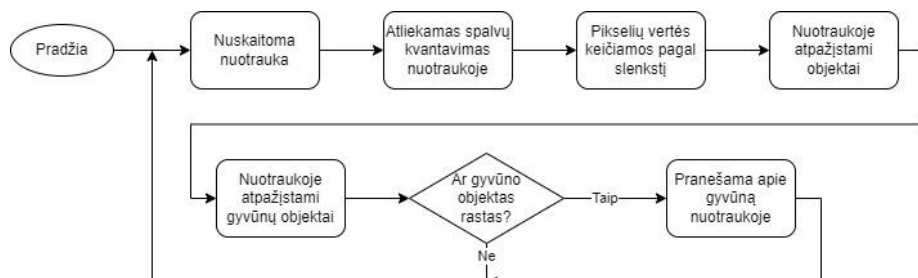 Pradžia
Nuskaitoma
nuotrauka
Atliekamas spalvų
kvantavimas
nuotraukoje
Pikselių vertės
keičiamos pagal
slenkstį
Nuotraukoje
atpažįstami
objektai
Nuotraukoje
atpažįstami
gyvūnų objektai
Ar gyvūno
objektas
rastas?
Taip
Pranešama apie
gyvūną
nuotraukoje
Ne